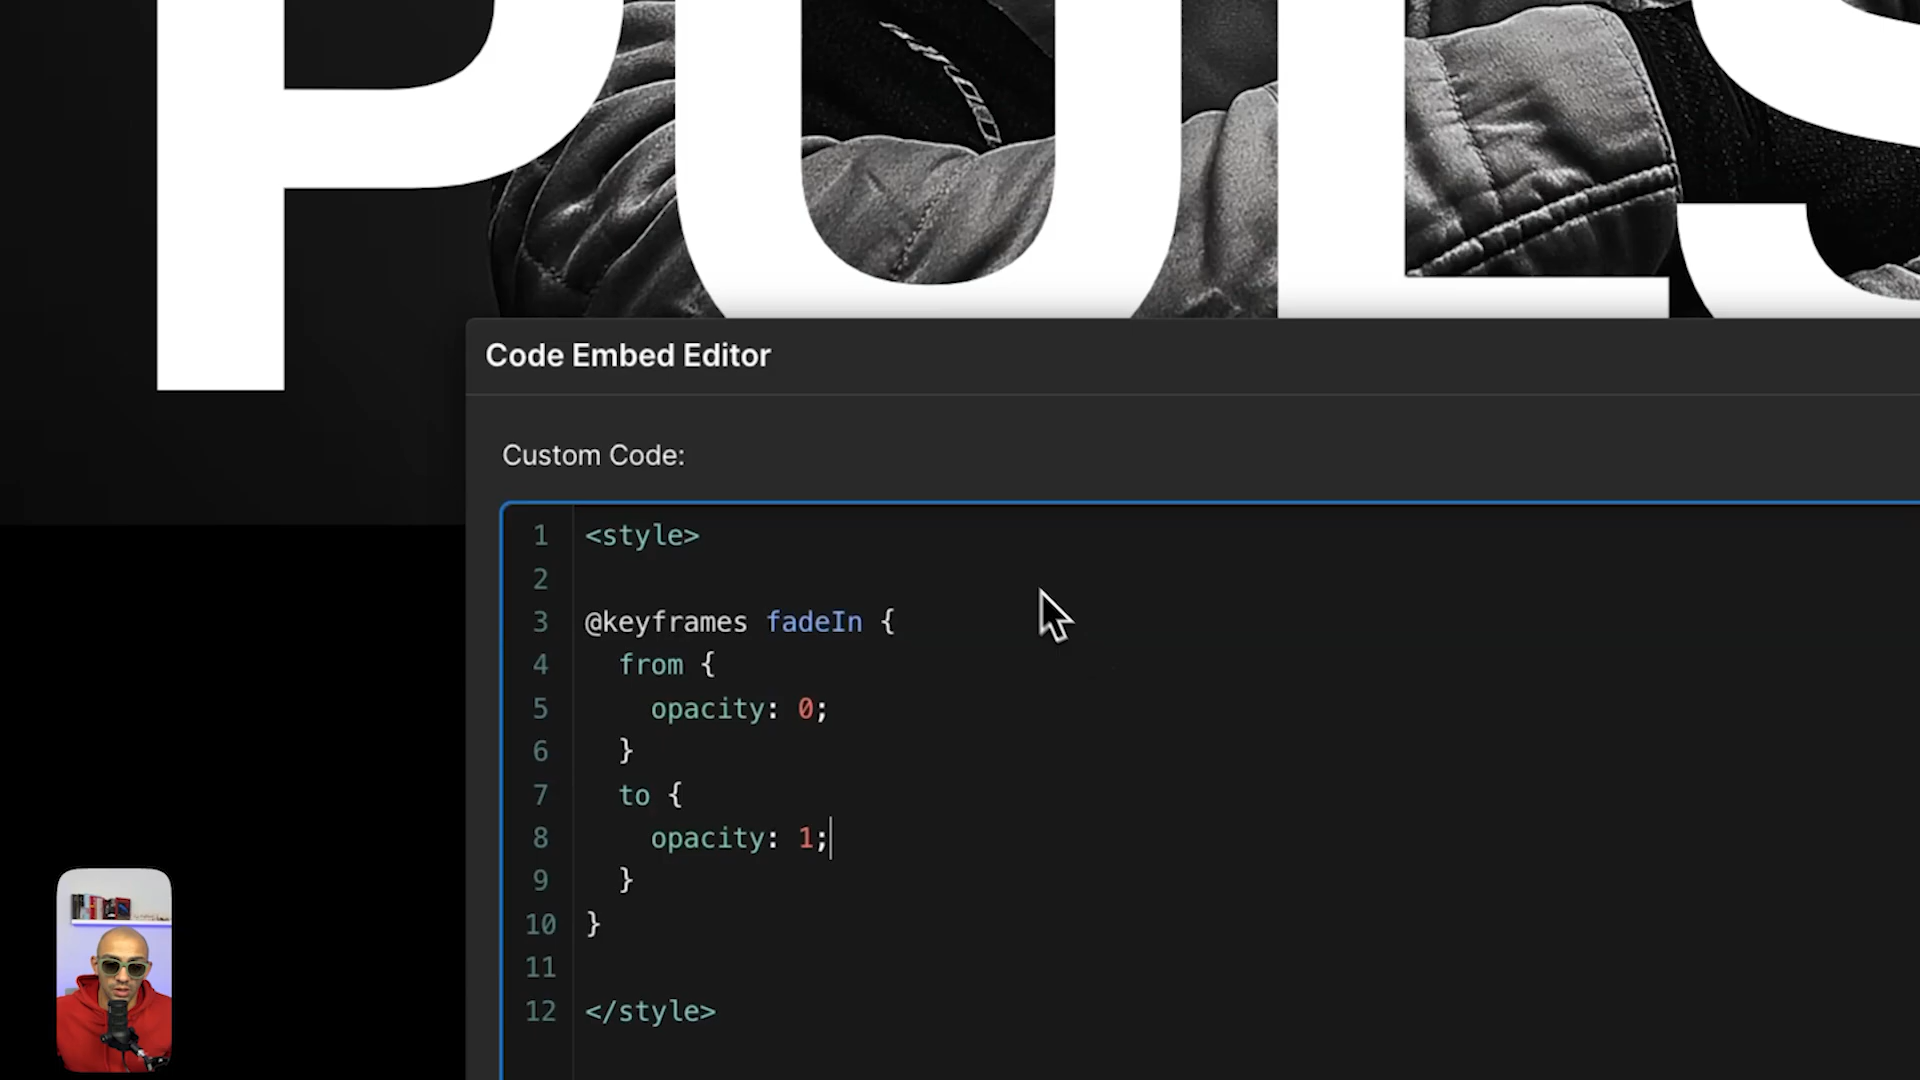 PULS
Code Embed Editor
Custom Code:
1 <style>
2
3 @keyframes fadeIn {
4   from {
5     opacity: 0;
6   }
7   to {
8     opacity: 1;
9   }
10 }
11
12 </style>